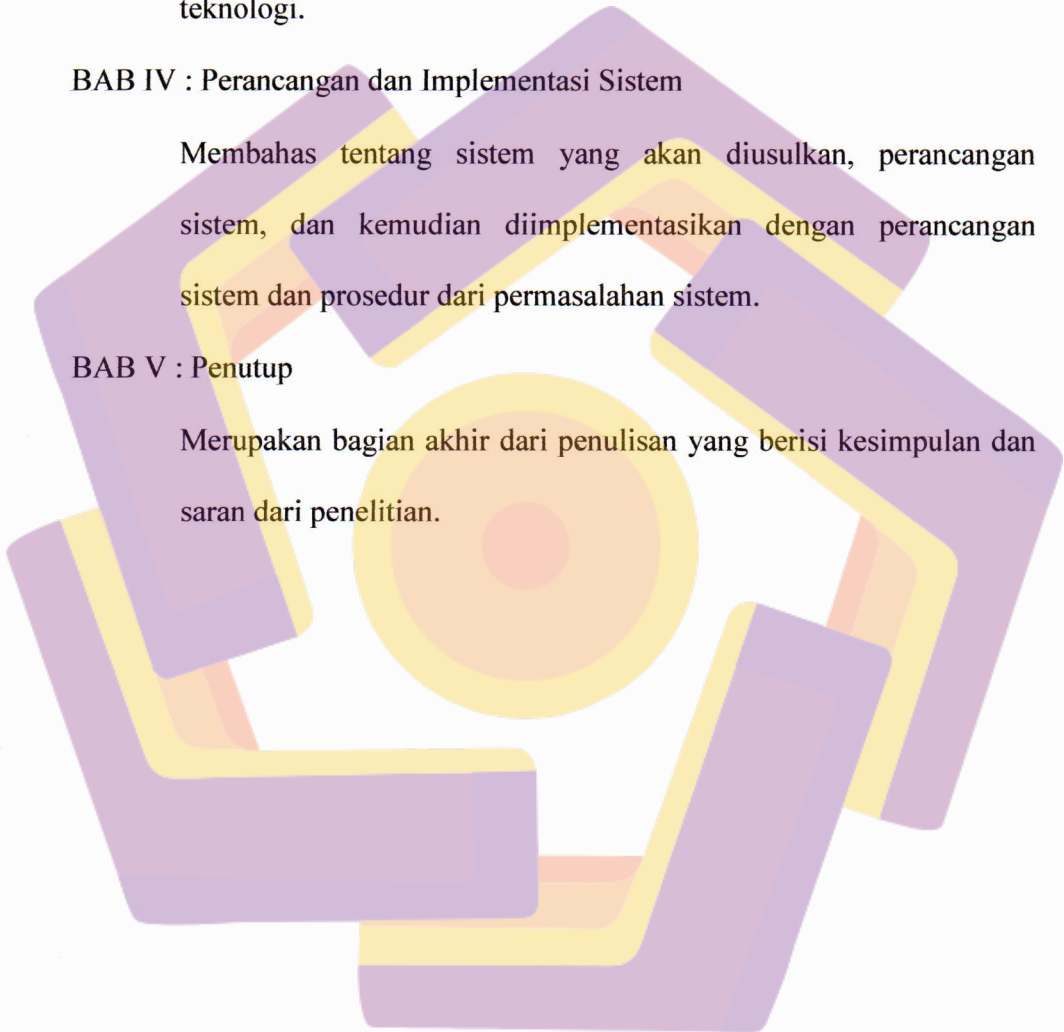 teknologi.
BAB IV : Perancangan dan Implementasi Sistem
Membahas tentang sistem yang akan diusulkan, perancangan
sistem, dan kemudian diimplementasikan dengan perancangan
sistem dan prosedur dari permasalahan sistem.
BAB V : Penutup
Merupakan bagian akhir dari penulisan yang berisi kesimpulan dan
saran dari penelitian.